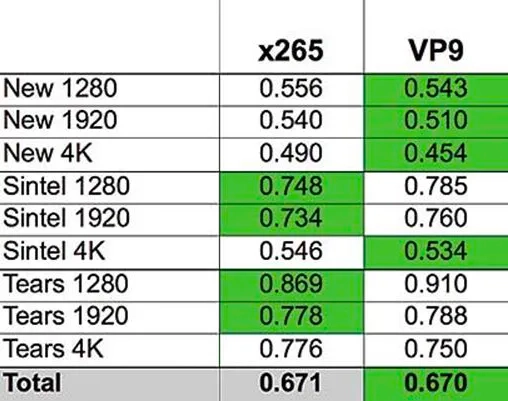 x265 VP9
New 1280 0.556 0.543
New 1920 0.540 0.510
New 4K 0.490 0.454
Sintel 1280 0.748 0.785
Sintel 1920 0.734 0.760
Sintel 4K 0.546 0.534
Tears 1280 0.869 0.910
Tears 1920 0.778 0.788
Tears 4K 0.776 0.750
Total 0.671 0.670